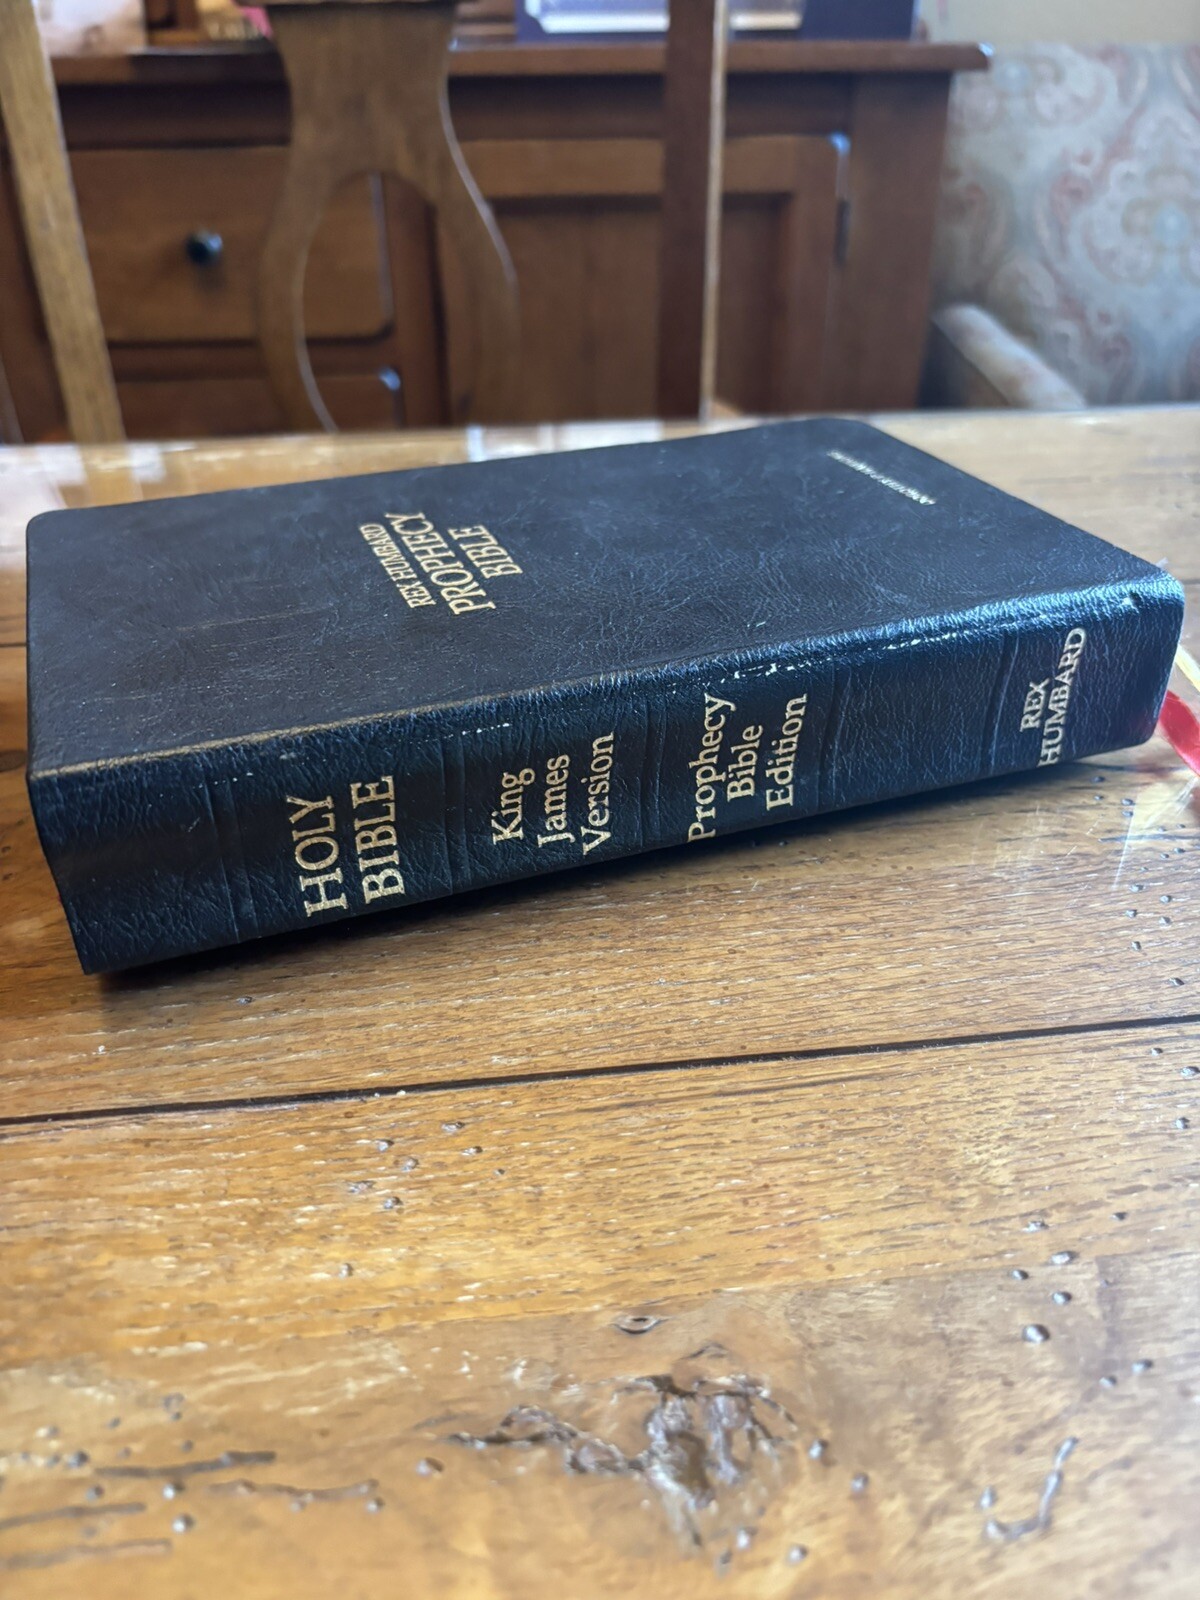 REX HUMBARD
PROPHECY
BIBLE
HOLY
BIBLE
King
James
Version
Prophecy
Bible
Edition
REX
HUMBARD